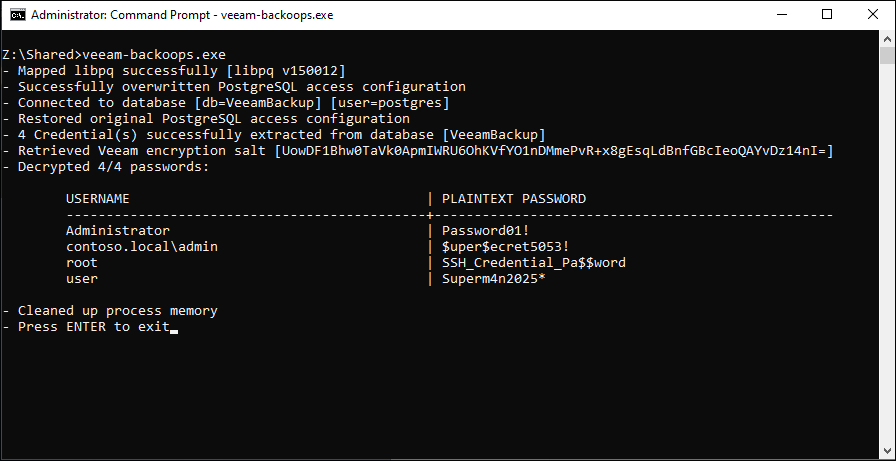 Administrator: Command Prompt - veeam-backoops.exe
Z:\Shared>veeam-backoops.exe
- Mapped libpq successfully [libpq v150012]
- Successfully overwritten PostgreSQL access configuration
- Connected to database [db=VeeamBackup] [user=postgres]
- Restored original PostgreSQL access configuration
- 4 Credential(s) successfully extracted from database [VeeamBackup]
- Retrieved Veeam encryption salt [UowDF1Bhw0TaVk0ApmIWRU6OhKVfYO1nDMmePvR+x8gEsqLdBnfGBcIeoQAYvDz14nI=]
- Decrypted 4/4 passwords:
USERNAME | PLAINTEXT PASSWORD
---------------------------------------------+--------------------------------------------------
Administrator | Password01!
contoso.local\admin | $uper$ecret5053!
root | SSH_Credential_Pa$$word
user | Superm4n2025*
- Cleaned up process memory
- Press ENTER to exit